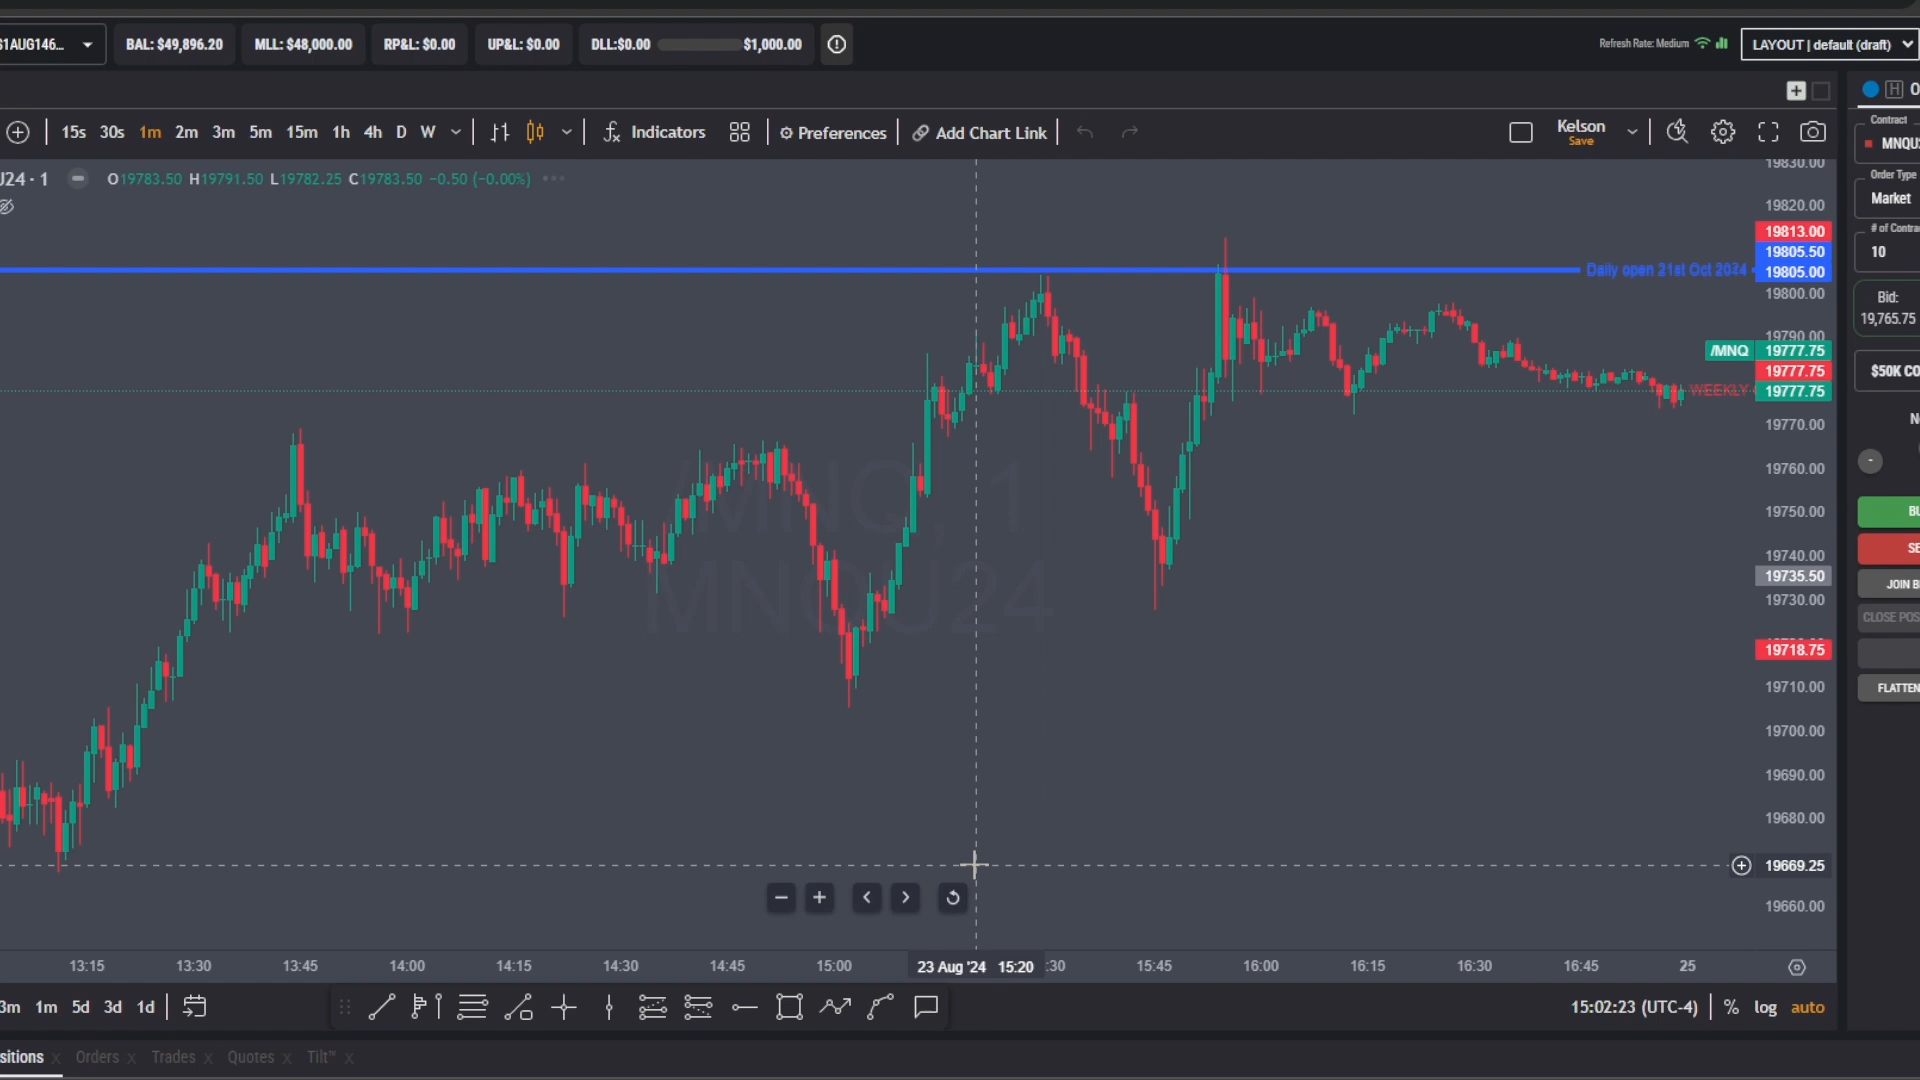 S1AUG146... BAL: $49,896.20 MLL: $48,000.00 RP&L: $0.00 UP&L: $0.00 DLL:$0.00 $1,000.00 Refresh Rate: Medium LAYOUT | default (draft)
H
15s 30s 1m 2m 3m 5m 15m 1h 4h D W Indicators Preferences Add Chart Link Kelson
Save
Contract
MNQU2
J24 · 1 O19783.50 H19791.50 L19782.25 C19783.50 −0.50 (−0.00%)
Order Type
Market
# of Contra
10
19830.00
19820.00
19813.00
19805.50
Daily open 21st Oct 2024 19805.00
19800.00
19790.00
/MNQ 19777.75
19777.75
WEEKLY 19777.75
19770.00
19760.00
19750.00
19740.00
19735.50
19730.00
19718.75
19710.00
19700.00
19690.00
19680.00
19669.25
19660.00
/MNQ, 1
MNQU24
Bid:
19,765.75
$50K CO
-
BU
SE
JOIN B
CLOSE POS
FLATTEN
13:15 13:30 13:45 14:00 14:15 14:30 14:45 15:00 23 Aug '24 15:20 :30 15:45 16:00 16:15 16:30 16:45 25
3m 1m 5d 3d 1d 15:02:23 (UTC-4) % log auto
sitions x Orders x Trades x Quotes x Tilt™ x